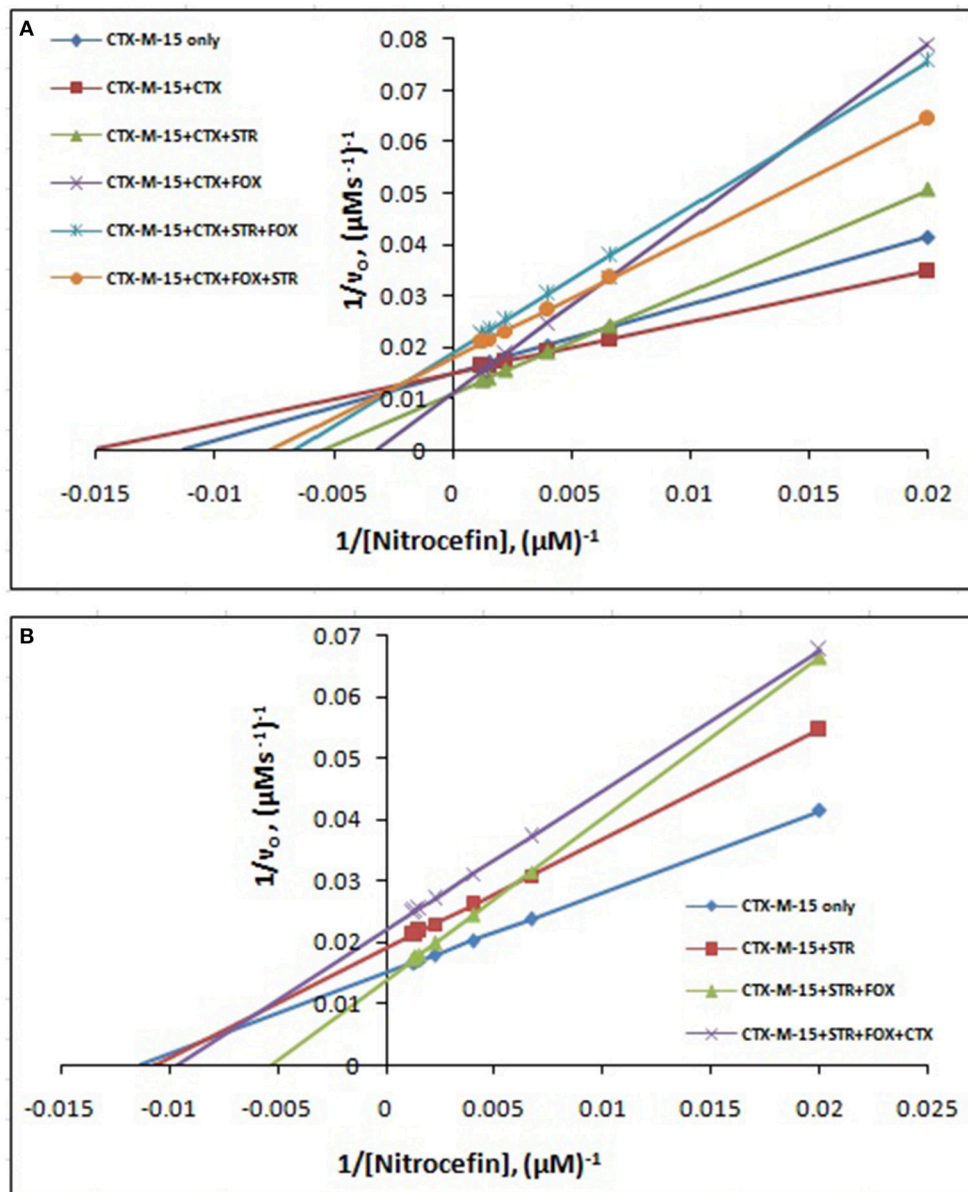 A
CTX-M-15 only
CTX-M-15+CTX
CTX-M-15+CTX+STR
CTX-M-15+CTX+FOX
CTX-M-15+CTX+STR+FOX
CTX-M-15+CTX+FOX+STR
1/vo, (μMs⁻¹)⁻¹
0.08
0.07
0.06
0.05
0.04
0.03
0.02
0.01
0
-0.015 -0.01 -0.005 0 0.005 0.01 0.015 0.02
1/[Nitrocefin], (μM)⁻¹
B
1/vo, (μMs⁻¹)⁻¹
0.07
0.06
0.05
0.04
0.03
0.02
0.01
0
CTX-M-15 only
CTX-M-15+STR
CTX-M-15+STR+FOX
CTX-M-15+STR+FOX+CTX
-0.015 -0.01 -0.005 0 0.005 0.01 0.015 0.02 0.025
1/[Nitrocefin], (μM)⁻¹